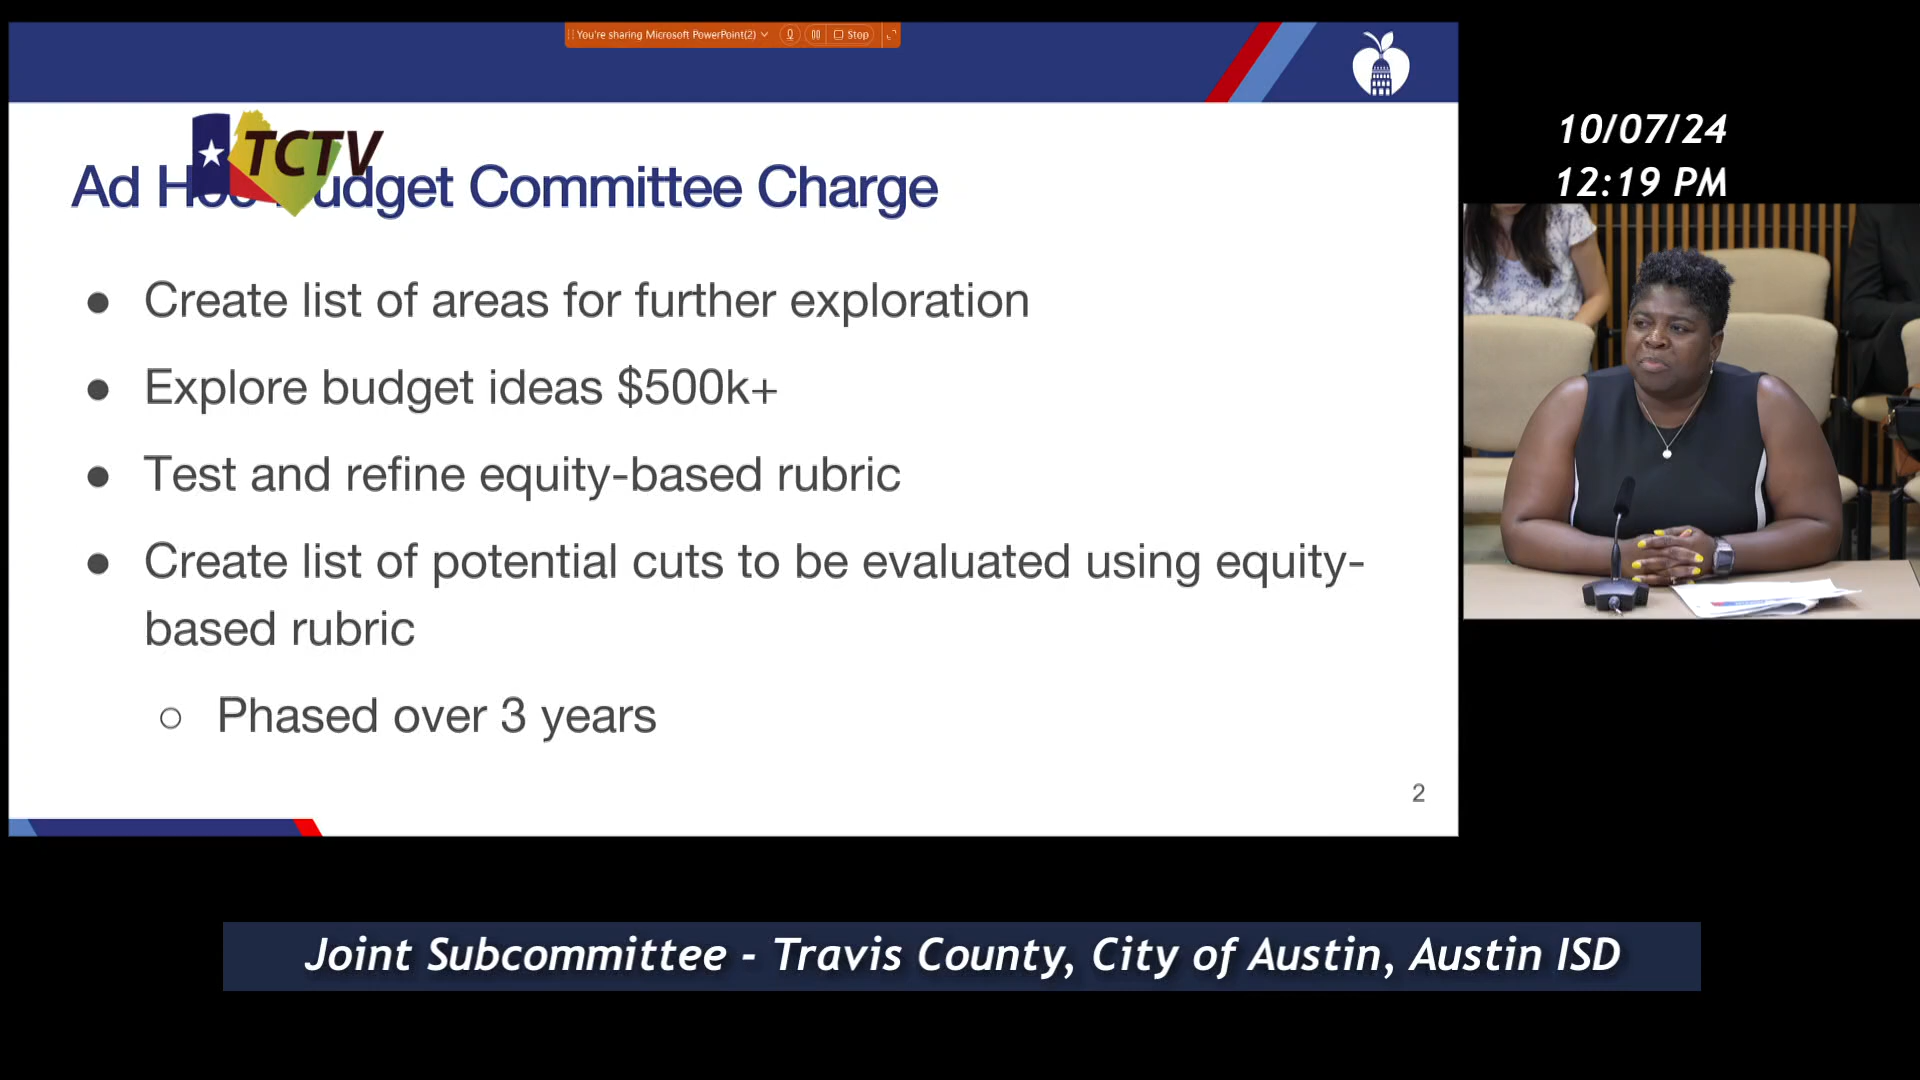 You're sharing Microsoft PowerPoint(2)
Stop
TCTV
Ad Hoc Budget Committee Charge
● Create list of areas for further exploration
● Explore budget ideas $500k+
● Test and refine equity-based rubric
● Create list of potential cuts to be evaluated using equity-
based rubric
○ Phased over 3 years
2
10/07/24
12:19 PM
Joint Subcommittee - Travis County, City of Austin, Austin ISD